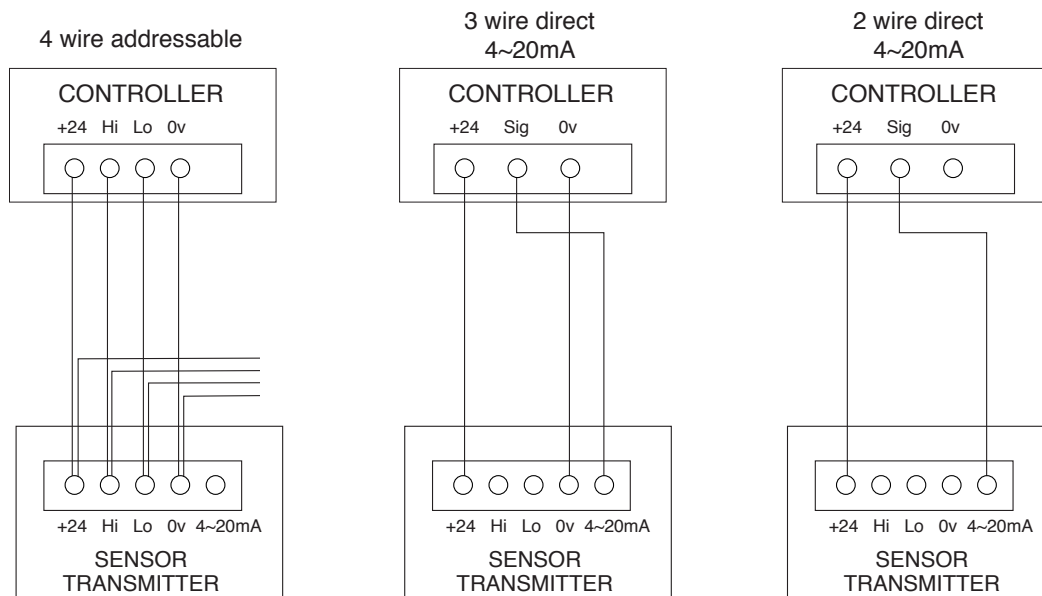 4 wire addressable
CONTROLLER
+24 Hi Lo 0v
+24 Hi Lo 0v 4~20mA
SENSOR
TRANSMITTER
3 wire direct
4~20mA
CONTROLLER
+24 Sig 0v
+24 Hi Lo 0v 4~20mA
SENSOR
TRANSMITTER
2 wire direct
4~20mA
CONTROLLER
+24 Sig 0v
+24 Hi Lo 0v 4~20mA
SENSOR
TRANSMITTER